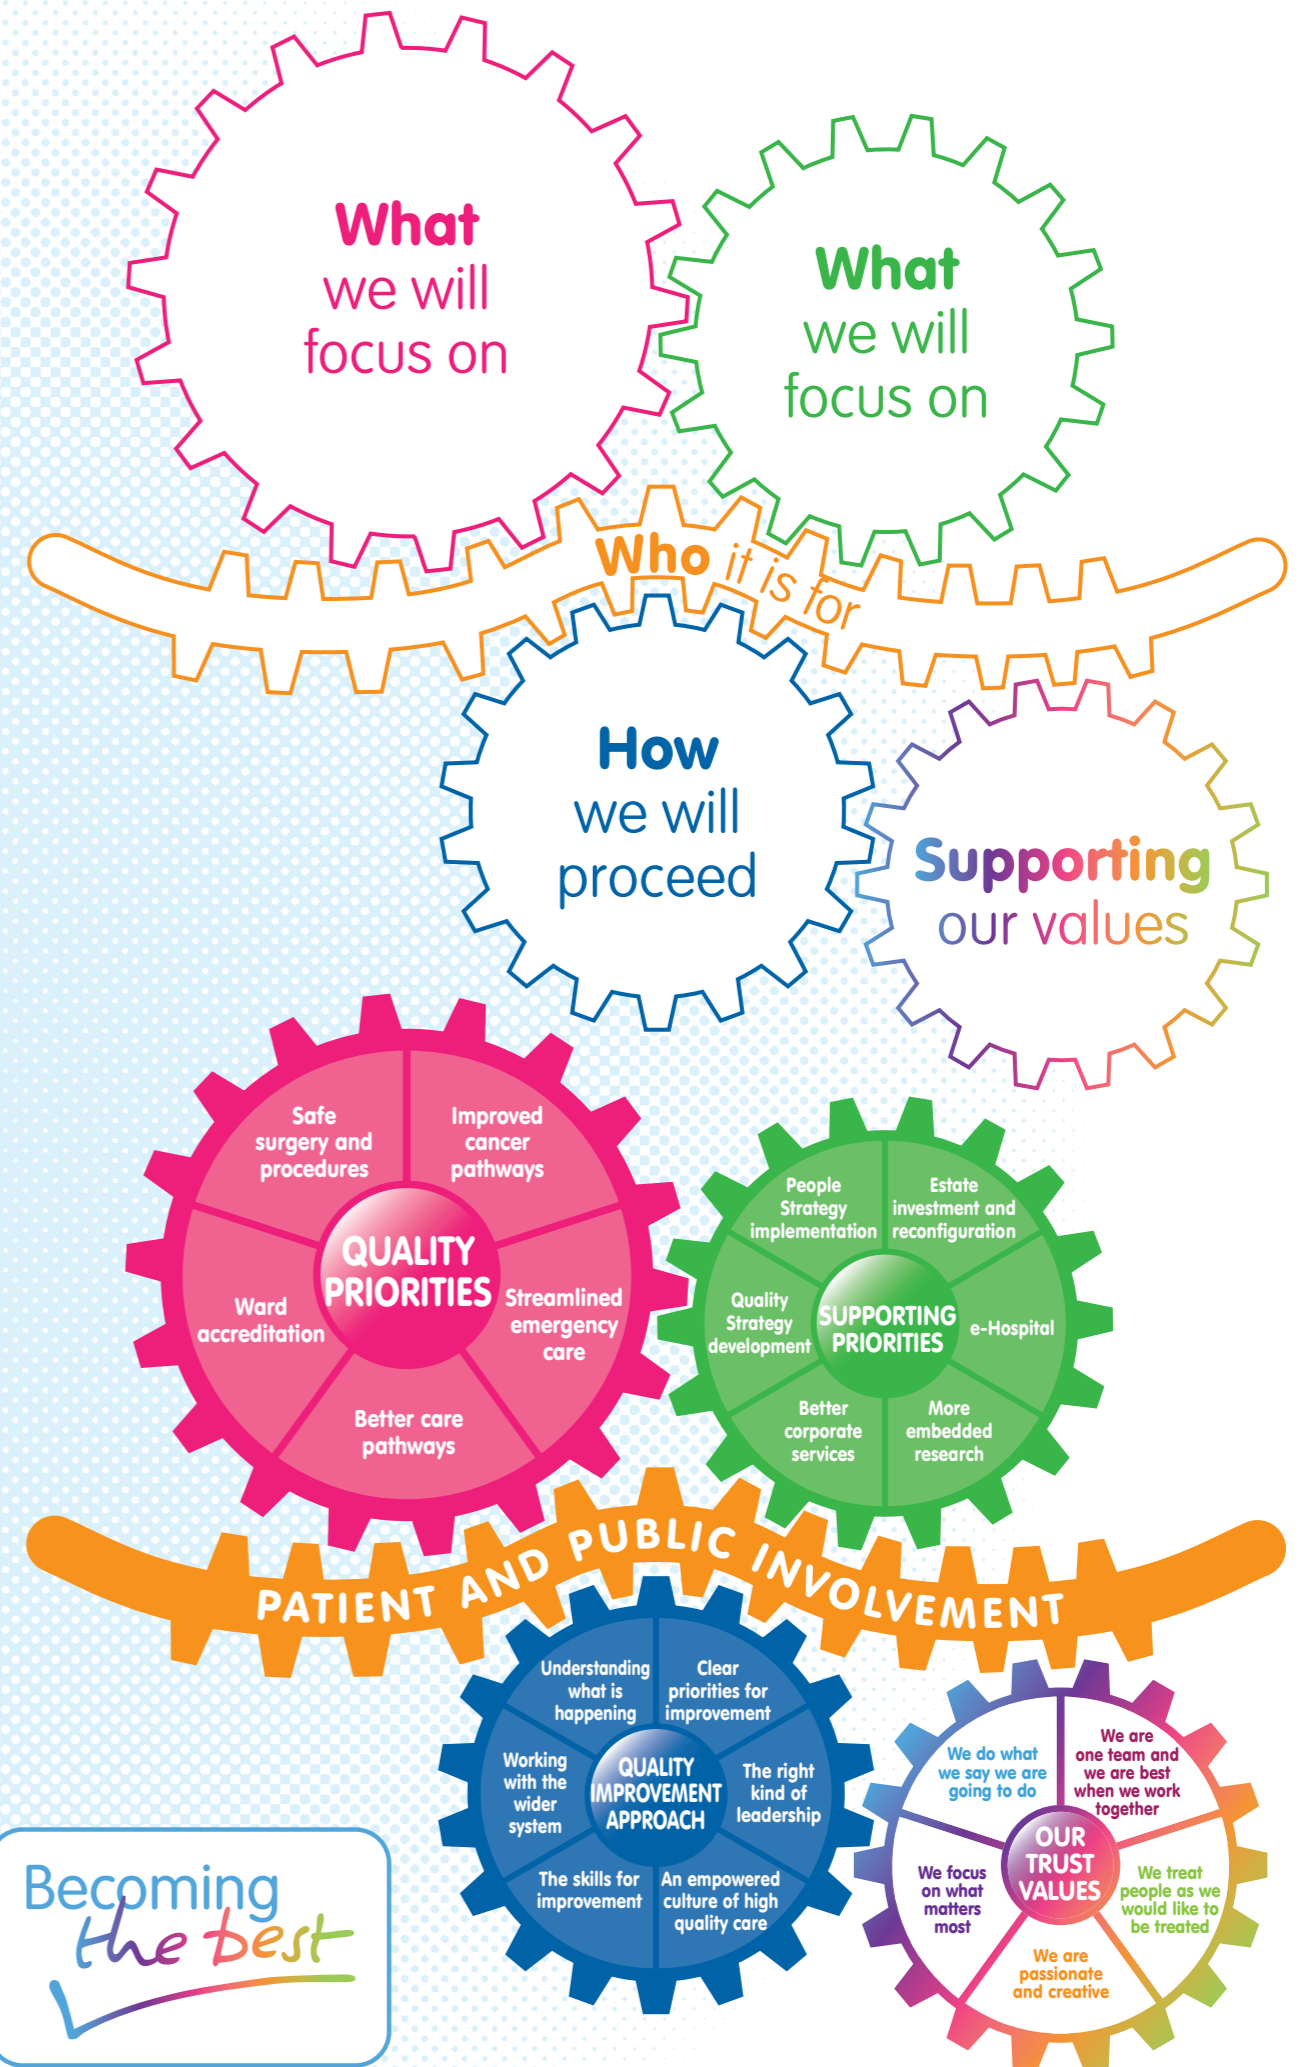 What
we will
focus on
What
we will
focus on
Who it is for
How
we will
proceed
Supporting
our values
Safe
surgery and
procedures
Improved
cancer
pathways
QUALITY
PRIORITIES
Ward
accreditation
Streamlined
emergency
care
Better care
pathways
People
Strategy
implementation
Estate
investment and
reconfiguration
Quality
Strategy
development
SUPPORTING
PRIORITIES
e-Hospital
Better
corporate
services
More
embedded
research
PATIENT AND PUBLIC INVOLVEMENT
Understanding
what is
happening
Clear
priorities for
improvement
Working
with the
wider
system
QUALITY
IMPROVEMENT
APPROACH
The right
kind of
leadership
The skills for
improvement
An empowered
culture of high
quality care
We do what
we say we are
going to do
We are
one team and
we are best
when we work
together
OUR
TRUST
VALUES
We focus
on what
matters
most
We treat
people as we
would like to
be treated
We are
passionate
and creative
Becoming
the best